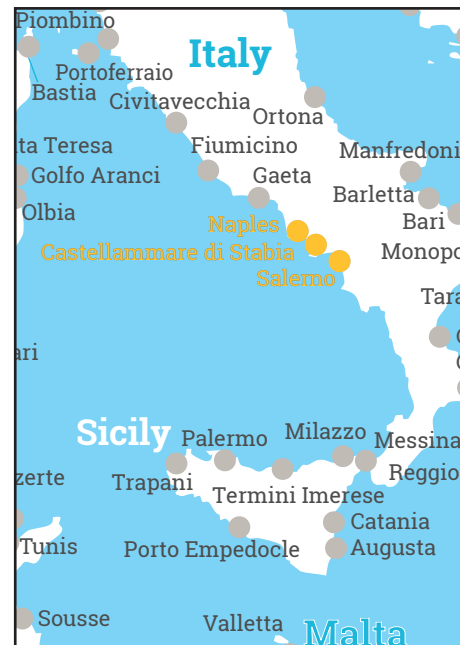 Piombino
Italy
Portoferraio
Bastia
Civitavecchia
Ortona
ta Teresa
Fiumicino
Manfredoni
Golfo Aranci
Gaeta
Barletta
Olbia
Naples
Bari
Castellammare di Stabia
Monopo
Salerno
Tara
ari
Sicily
Palermo
Milazzo
Messina
zerte
Trapani
Reggio
Termini Imerese
Catania
Tunis
Porto Empedocle
Augusta
Sousse
Valletta
Malta